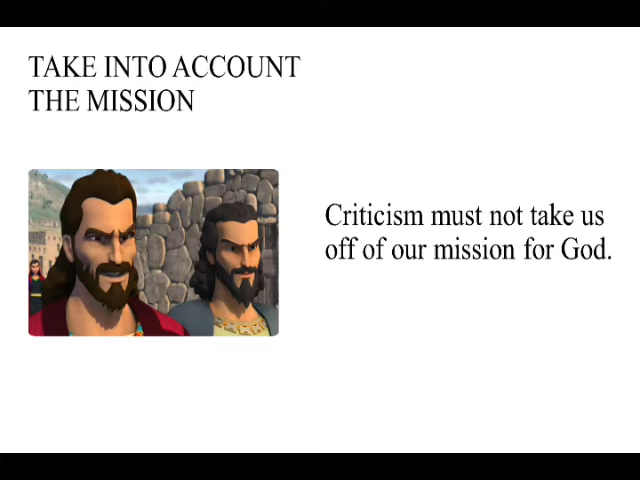 TAKE INTO ACCOUNT
THE MISSION
Criticism must not take us
off of our mission for God.